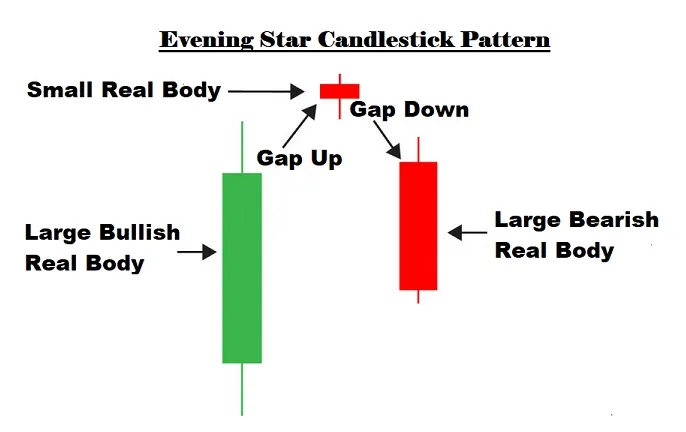 Evening Star Candlestick Pattern
Small Real Body
Gap Down
Gap Up
Large Bullish
Real Body
Large Bearish
Real Body